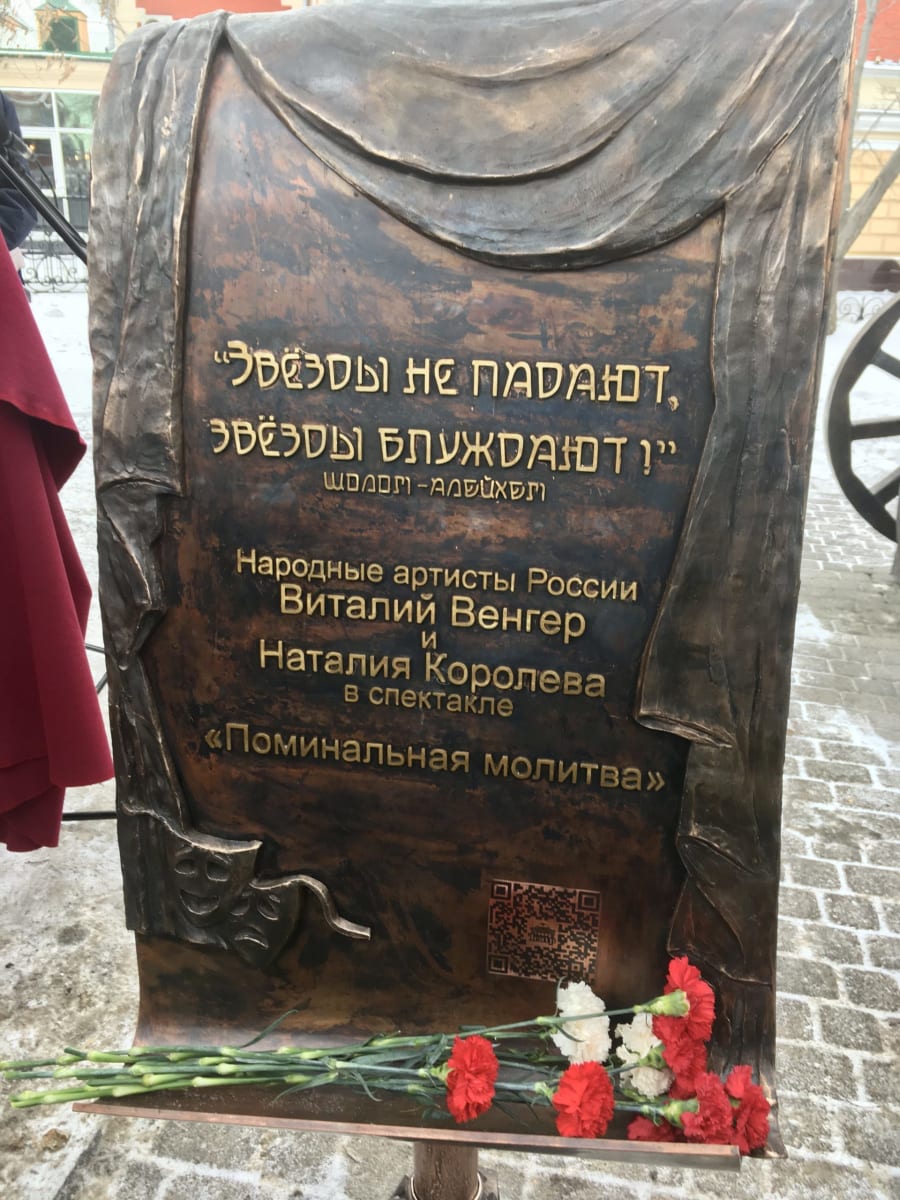 "Звёзды не падают,
звёзды блуждают!"
Шолом-Алейхем
Народные артисты России
Виталий Венгер
и
Наталия Королева
в спектакле
«Поминальная молитва»